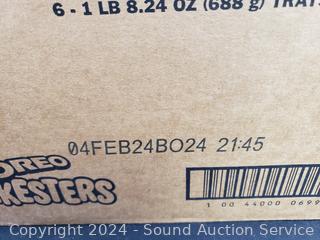 6 - 1 LB 8.24 OZ (688 g) TRAYS
04FEB24BO24 21:45
OREO
KESTERS
1 00 44000 0699
Copyright 2024 - Sound Auction Service